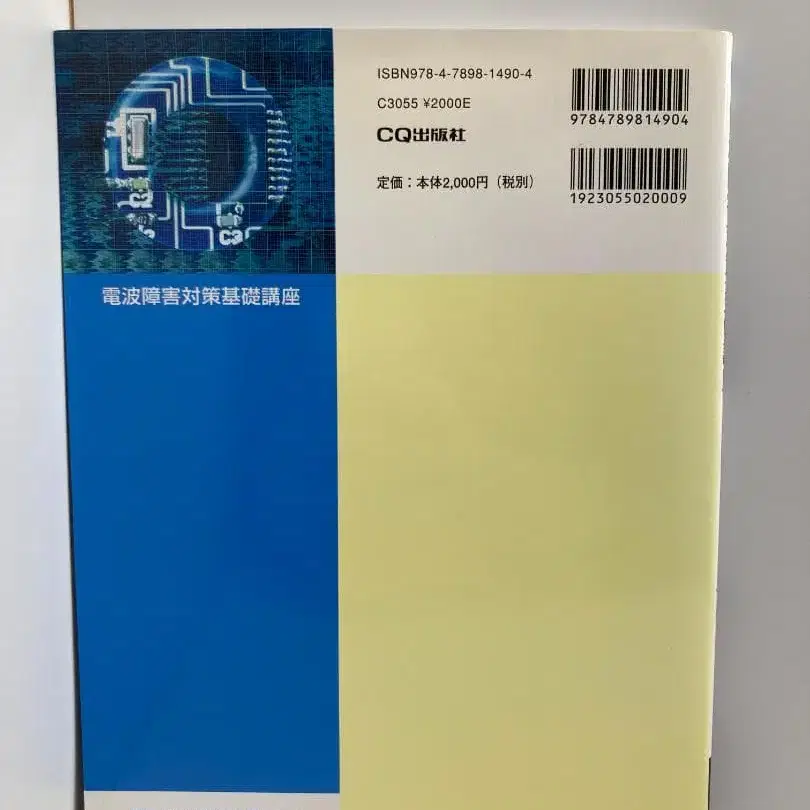 ISBN978-4-7898-1490-4
C3055 ¥2000E
CQ出版社
定価：本体2,000円（税別）
9784789814904
1923055020009
C3
電波障害対策基礎講座